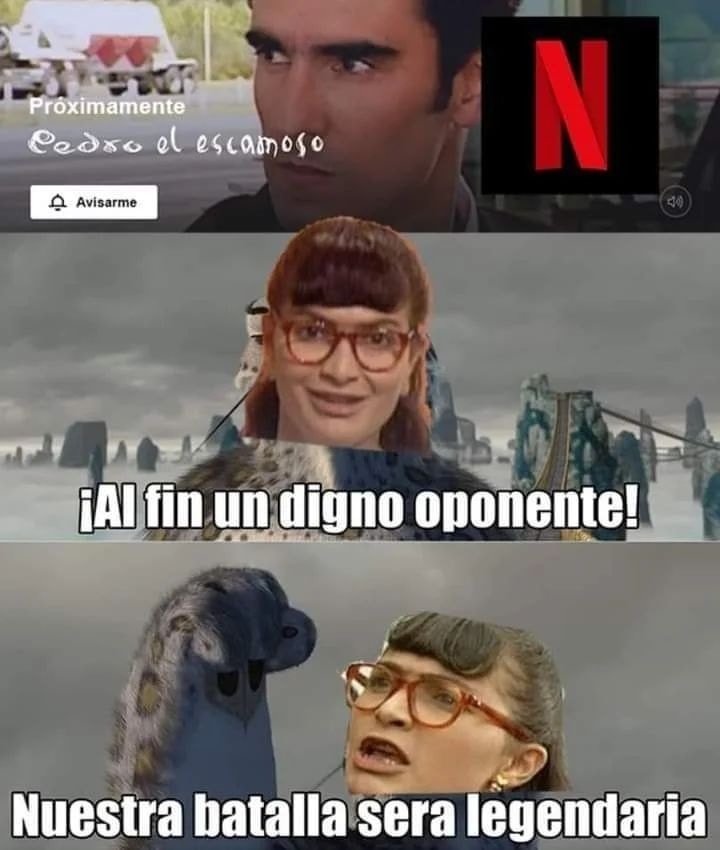 Próximamente
Pedro el escamoso
N
Avisarme
¡Al fin un digno oponente!
Nuestra batalla sera legendaria